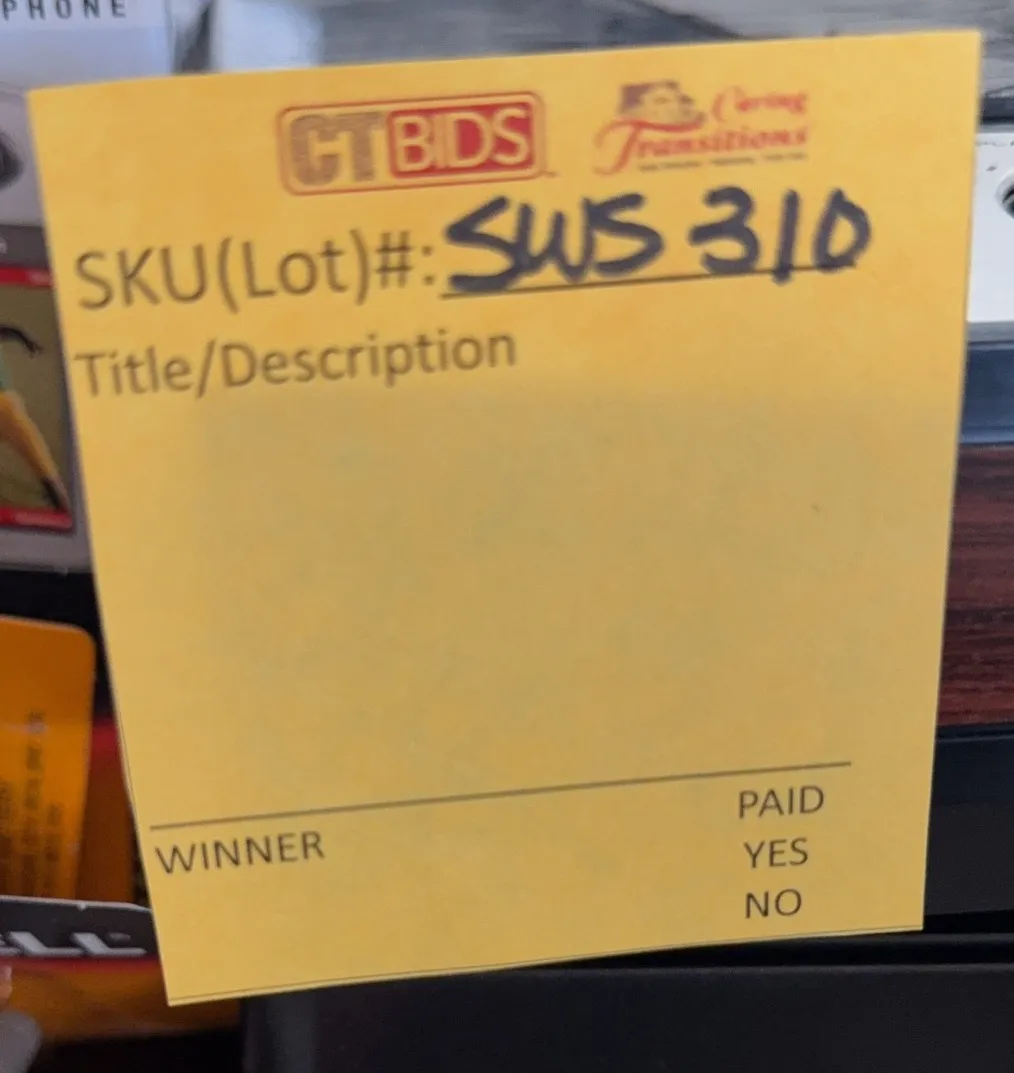 PHONE
CTBIDS
Caring
Transitions
SKU(Lot)#: SWS 310
Title/Description
WINNER
PAID
YES
NO